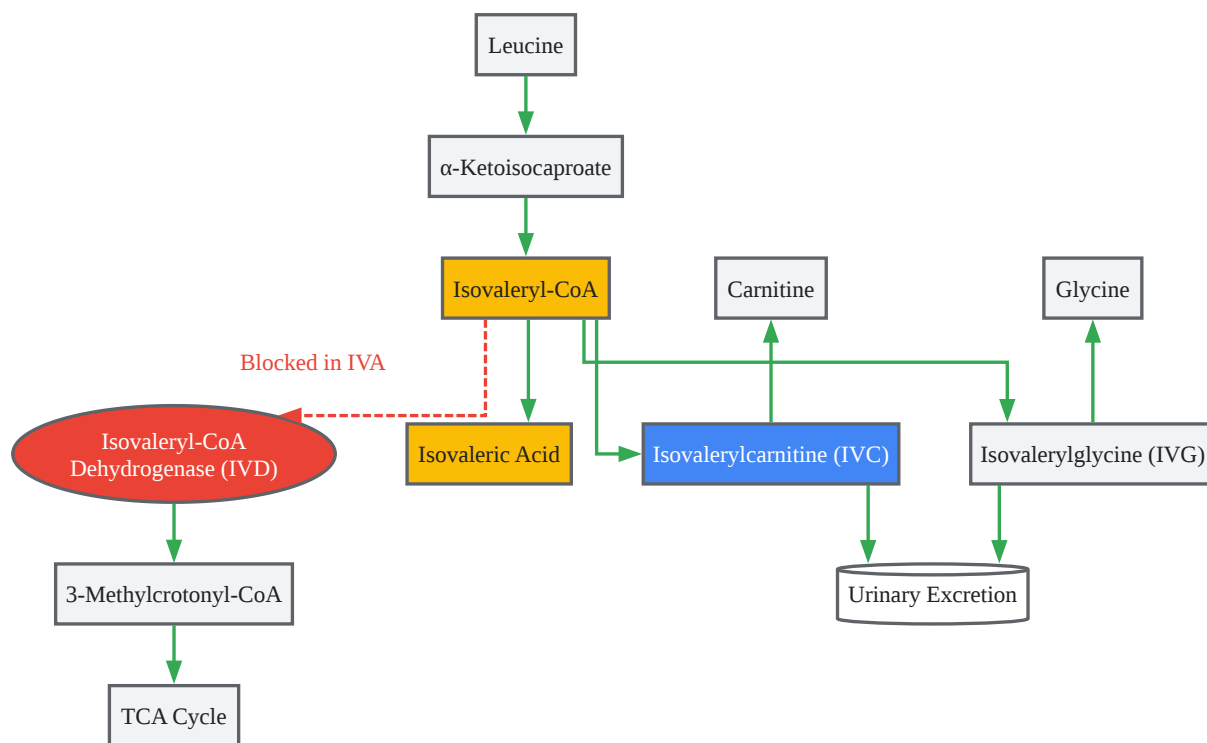 Leucine
α-Ketoisocaproate
Isovaleryl-CoA
Carnitine
Glycine
Blocked in IVA
Isovaleryl-CoA
Dehydrogenase (IVD)
Isovaleric Acid
Isovalerylcarnitine (IVC)
Isovalerylglycine (IVG)
3-Methylcrotonyl-CoA
Urinary Excretion
TCA Cycle